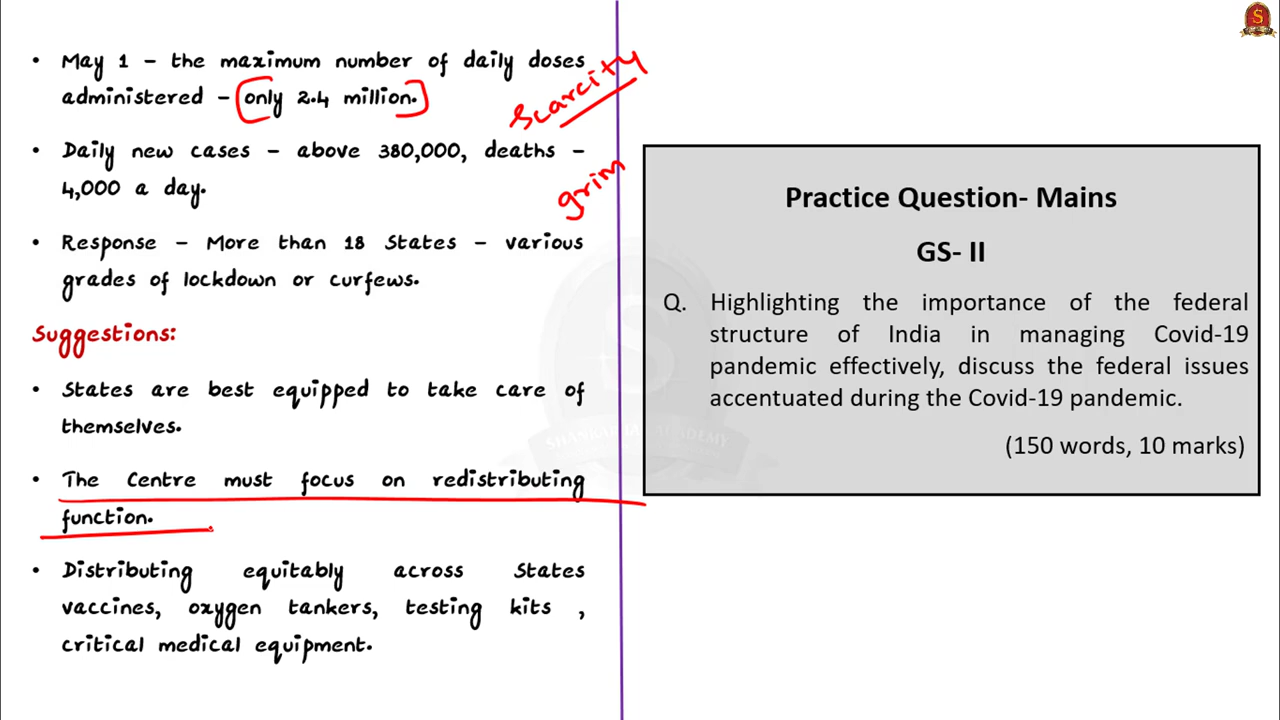 • May 1 – the maximum number of daily doses
administered – only 2.4 million.
scarcity
• Daily new cases – above 380,000, deaths –
4,000 a day.
grim
• Response – More than 18 States – various
grades of lockdown or curfews.
Suggestions:
• States are best equipped to take care of
themselves.
• The Centre must focus on redistributing
function.
• Distributing equitably across States
vaccines, oxygen tankers, testing kits ,
critical medical equipment.
Practice Question- Mains
GS- II
Q. Highlighting the importance of the federal
structure of India in managing Covid-19
pandemic effectively, discuss the federal issues
accentuated during the Covid-19 pandemic.
(150 words, 10 marks)
SHANKAR IAS ACADEMY